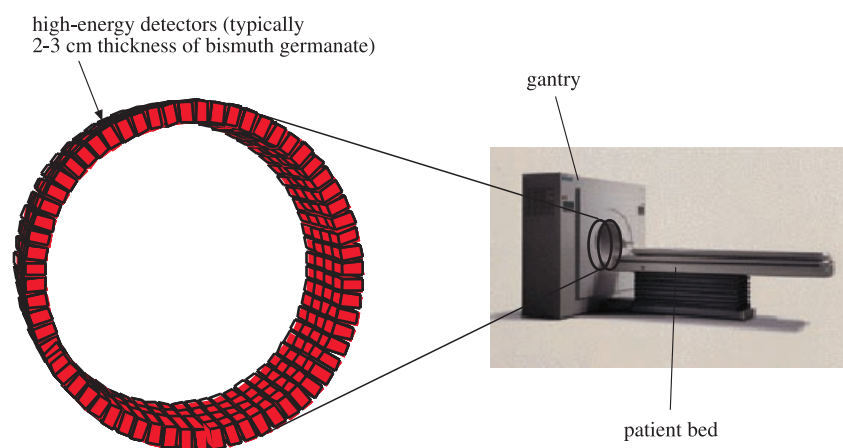 high-energy detectors (typically
2-3 cm thickness of bismuth germanate)
gantry
patient bed